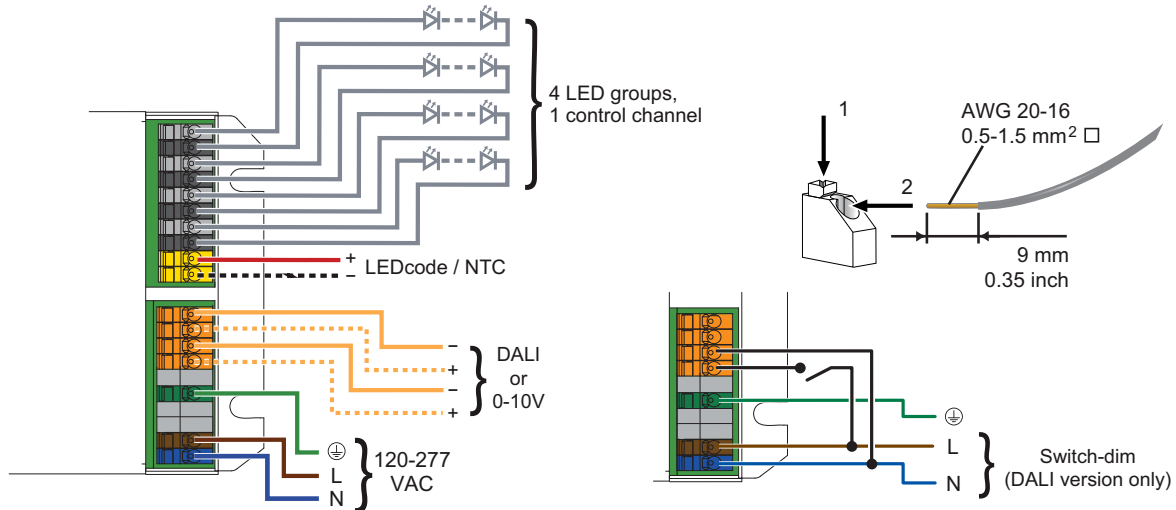 4 LED groups,
1 control channel
+
LEDcode / NTC
−
−
DALI
+
or
−
0-10V
+
120-277
VAC
L
N
1
2
AWG 20-16
0.5-1.5 mm² □
9 mm
0.35 inch
L
N
Switch-dim
(DALI version only)